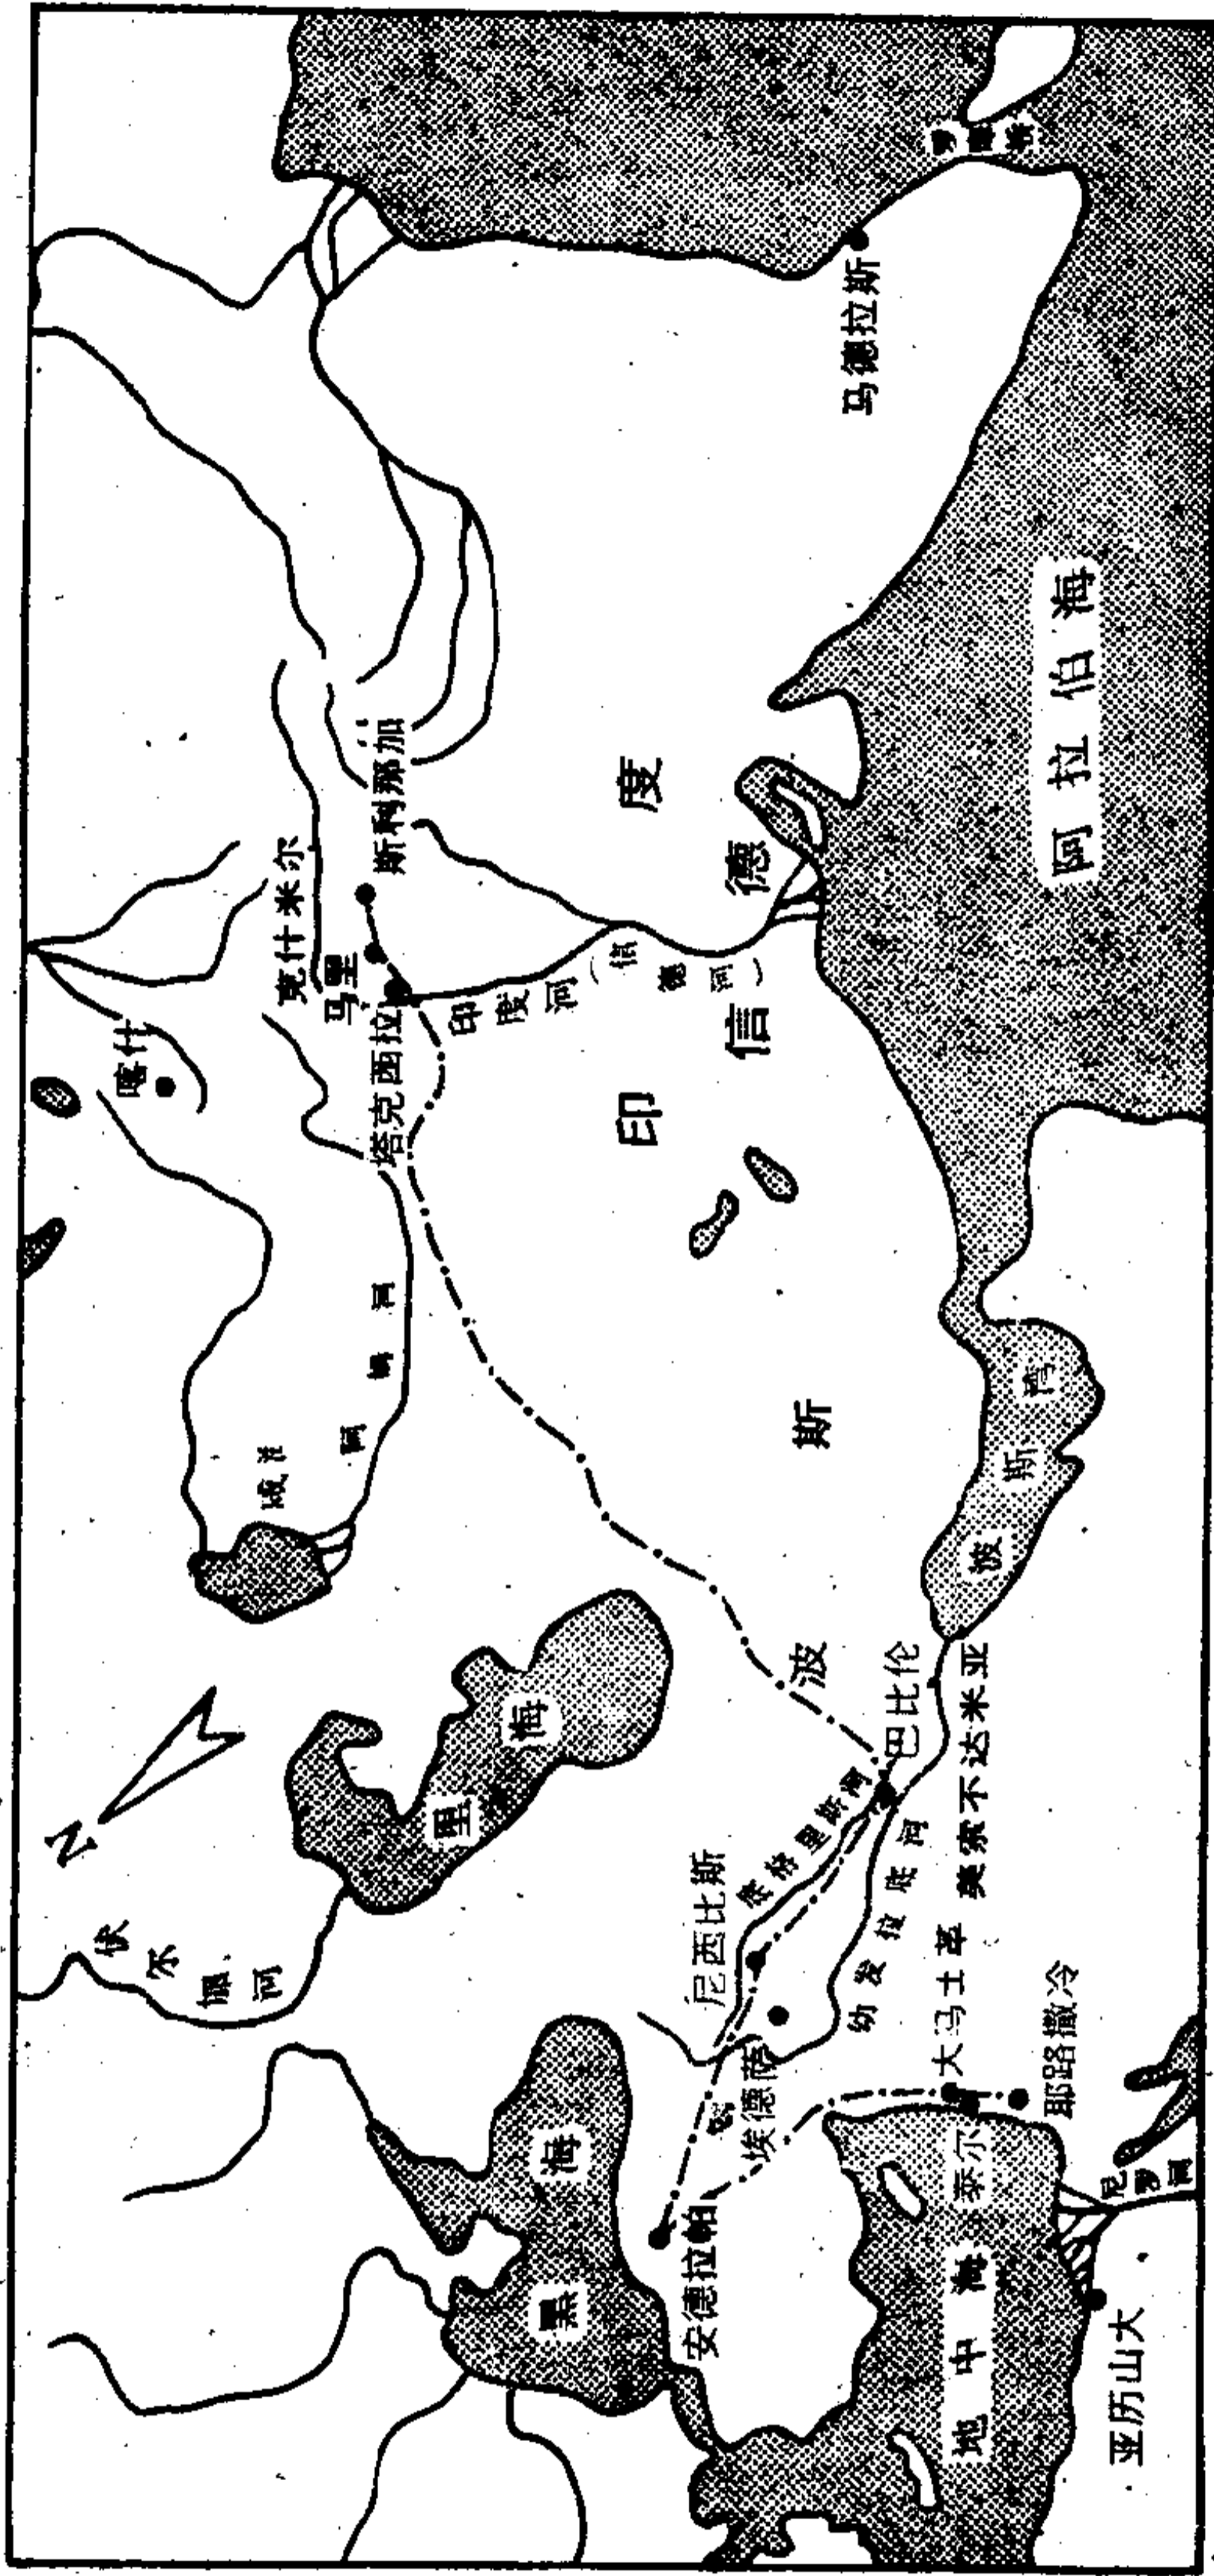 N
伏尔加河
黑海
里海
咸海
阿姆河
喀什
克什米尔
马里
斯利那加
塔克西拉
印度河(信德河)
印度
信德
波斯
安德拉帕
埃德萨
尼西比斯
底格里斯河
幼发拉底河
巴比伦
美索不达米亚
波斯湾
大马士革
耶路撒冷
泰尔
地中海
尼罗河
亚历山大
阿拉伯海
马德拉斯